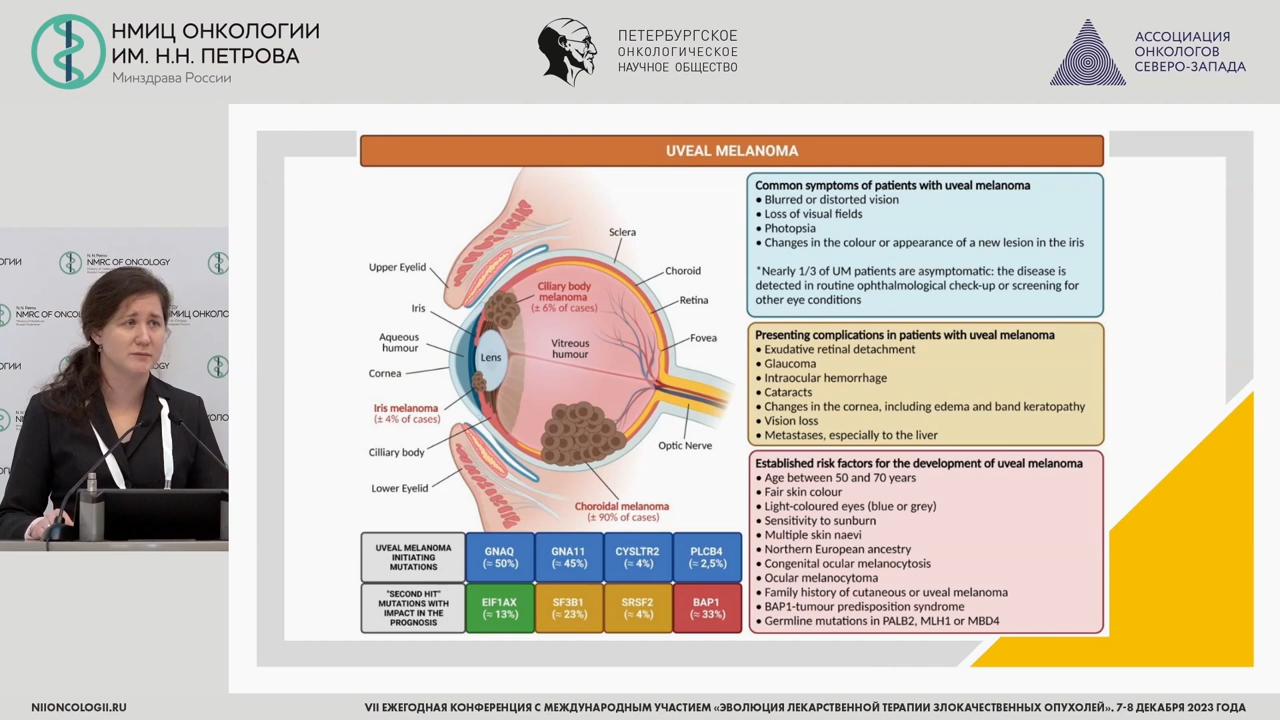 НМИЦ ОНКОЛОГИИ
ИМ. Н.Н. ПЕТРОВА
Минздрава России
ПЕТЕРБУРГСКОЕ
ОНКОЛОГИЧЕСКОЕ
НАУЧНОЕ ОБЩЕСТВО
АССОЦИАЦИЯ
ОНКОЛОГОВ
СЕВЕРО-ЗАПАДА
UVEAL MELANOMA
Upper Eyelid
Iris
Aqueous
humour
Cornea
Iris melanoma
(± 4% of cases)
Cilliary body
Lower Eyelid
Sclera
Choroid
Retina
Fovea
Ciliary body
melanoma
(± 6% of cases)
Vitreous
humour
Lens
Optic Nerve
Choroidal melanoma
(± 90% of cases)
UVEAL MELANOMA
INITIATING
MUTATIONS
GNAQ
(≈ 50%)
GNA11
(≈ 45%)
CYSLTR2
(≈ 4%)
PLCB4
(≈ 2,5%)
"SECOND HIT"
MUTATIONS WITH
IMPACT IN THE
PROGNOSIS
EIF1AX
(≈ 13%)
SF3B1
(≈ 23%)
SRSF2
(≈ 4%)
BAP1
(≈ 33%)
Common symptoms of patients with uveal melanoma
• Blurred or distorted vision
• Loss of visual fields
• Photopsia
• Changes in the colour or appearance of a new lesion in the iris
*Nearly 1/3 of UM patients are asymptomatic: the disease is
detected in routine ophthalmological check-up or screening for
other eye conditions
Presenting complications in patients with uveal melanoma
• Exudative retinal detachment
• Glaucoma
• Intraocular hemorrhage
• Cataracts
• Changes in the cornea, including edema and band keratopathy
• Vision loss
• Metastases, especially to the liver
Established risk factors for the development of uveal melanoma
• Age between 50 and 70 years
• Fair skin colour
• Light-coloured eyes (blue or grey)
• Sensitivity to sunburn
• Multiple skin naevi
• Northern European ancestry
• Congenital ocular melanocytosis
• Ocular melanocytoma
• Family history of cutaneous or uveal melanoma
• BAP1-tumour predisposition syndrome
• Germline mutations in PALB2, MLH1 or MBD4
NMRC OF ONCOLOGY
NIIONCOLOGII.RU
VII ЕЖЕГОДНАЯ КОНФЕРЕНЦИЯ С МЕЖДУНАРОДНЫМ УЧАСТИЕМ «ЭВОЛЮЦИЯ ЛЕКАРСТВЕННОЙ ТЕРАПИИ ЗЛОКАЧЕСТВЕННЫХ ОПУХОЛЕЙ». 7-8 ДЕКАБРЯ 2023 ГОДА